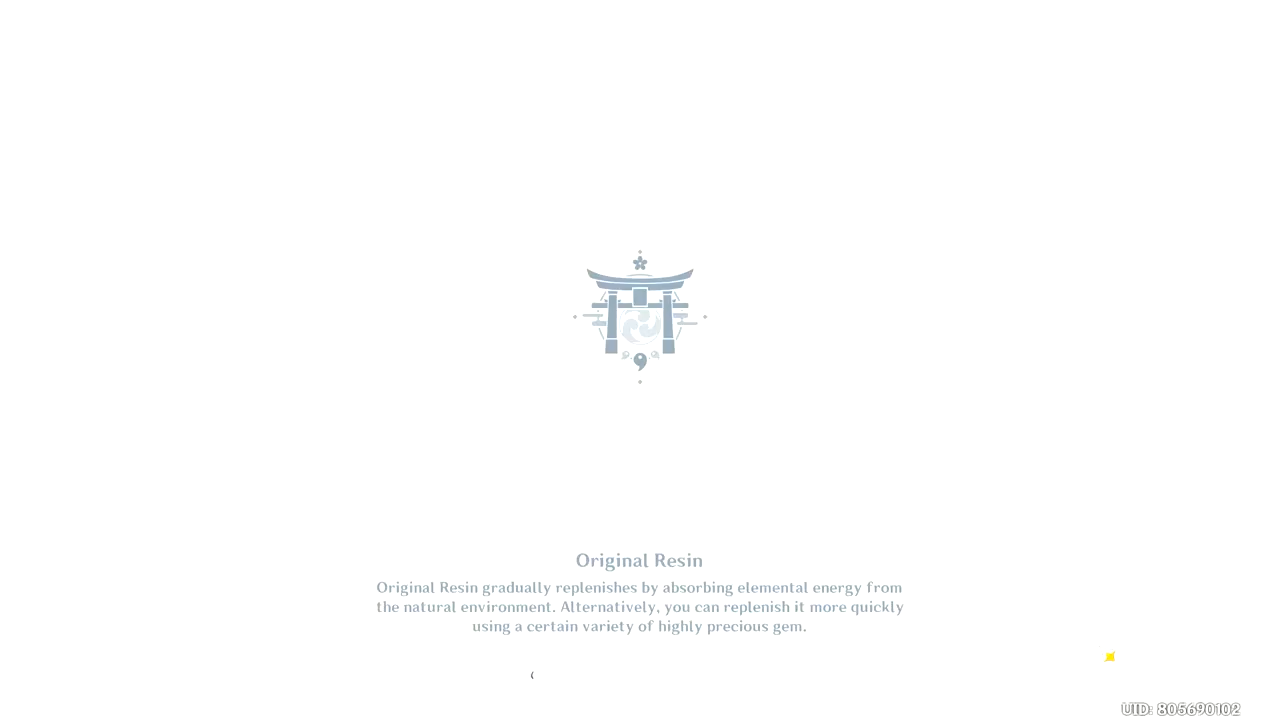 Original Resin
Original Resin gradually replenishes by absorbing elemental energy from
the natural environment. Alternatively, you can replenish it more quickly
using a certain variety of highly precious gem.
UID: 805690102